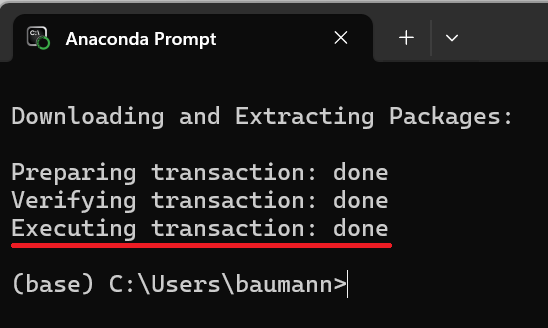 Anaconda Prompt
Downloading and Extracting Packages:
Preparing transaction: done
Verifying transaction: done
Executing transaction: done
(base) C:\Users\baumann>